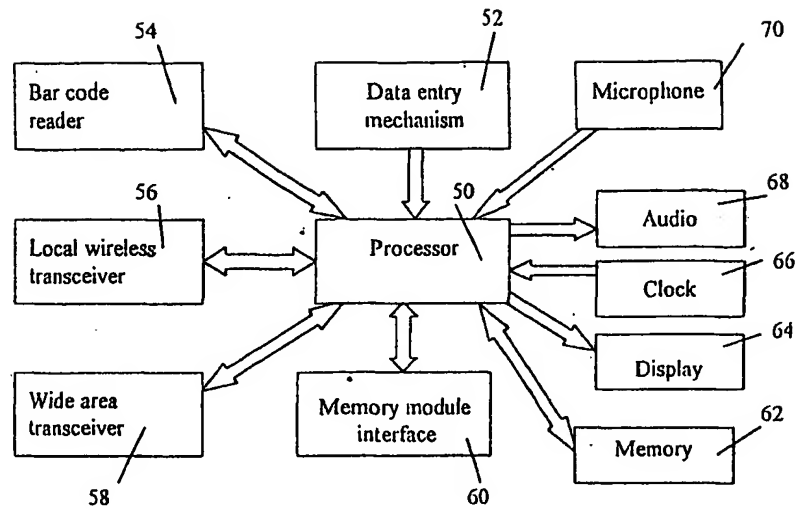 54
52
70
Bar code
reader
Data entry
mechanism
Microphone
56
50
68
Local wireless
transceiver
Processor
Audio
66
Clock
64
Display
Wide area
transceiver
Memory module
interface
62
Memory
58
60